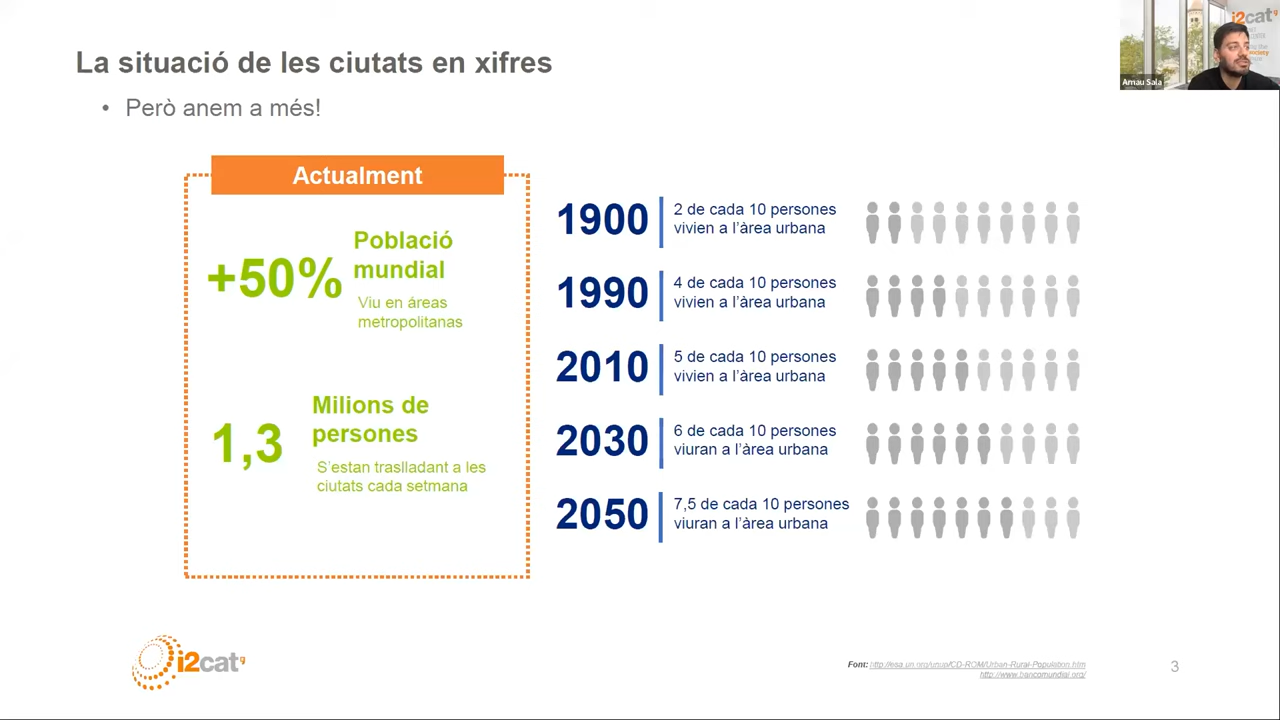 La situació de les ciutats en xifres
• Però anem a més!
Actualment
+50%
Població
mundial
Viu en áreas
metropolitanas
1,3
Milions de
persones
S'estan traslladant a les
ciutats cada setmana
1900
2 de cada 10 persones
vivien a l'àrea urbana
1990
4 de cada 10 persones
vivien a l'àrea urbana
2010
5 de cada 10 persones
vivien a l'àrea urbana
2030
6 de cada 10 persones
viuran a l'àrea urbana
2050
7,5 de cada 10 persones
viuran a l'àrea urbana
i2cat
Font: http://esa.un.org/unup/CD-ROM/Urban-Rural-Population.htm
http://www.bancomundial.org/
3
i2cat
Arnau Sala